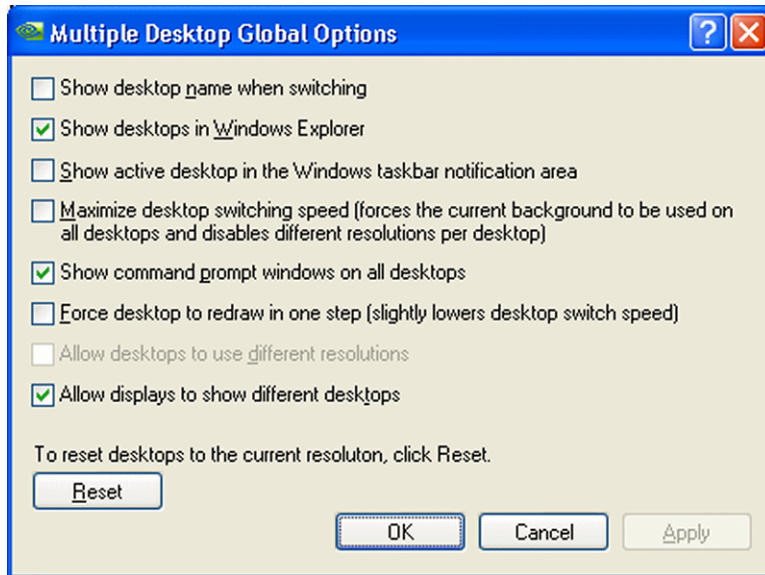 Multiple Desktop Global Options
Show desktop name when switching
Show desktops in Windows Explorer
Show active desktop in the Windows taskbar notification area
Maximize desktop switching speed (forces the current background to be used on
all desktops and disables different resolutions per desktop)
Show command prompt windows on all desktops
Force desktop to redraw in one step (slightly lowers desktop switch speed)
Allow desktops to use different resolutions
Allow displays to show different desktops
To reset desktops to the current resoluton, click Reset.
Reset
OK Cancel Apply